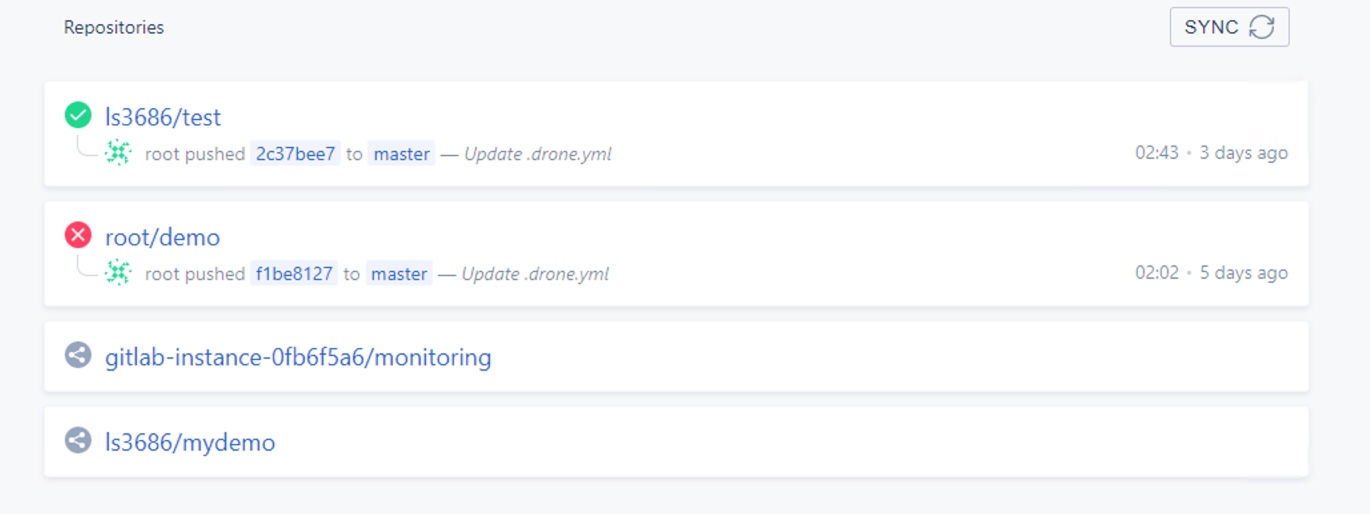 Repositories
SYNC
ls3686/test
root pushed 2c37bee7 to master — Update .drone.yml
02:43 • 3 days ago
root/demo
root pushed f1be8127 to master — Update .drone.yml
02:02 • 5 days ago
gitlab-instance-0fb6f5a6/monitoring
ls3686/mydemo